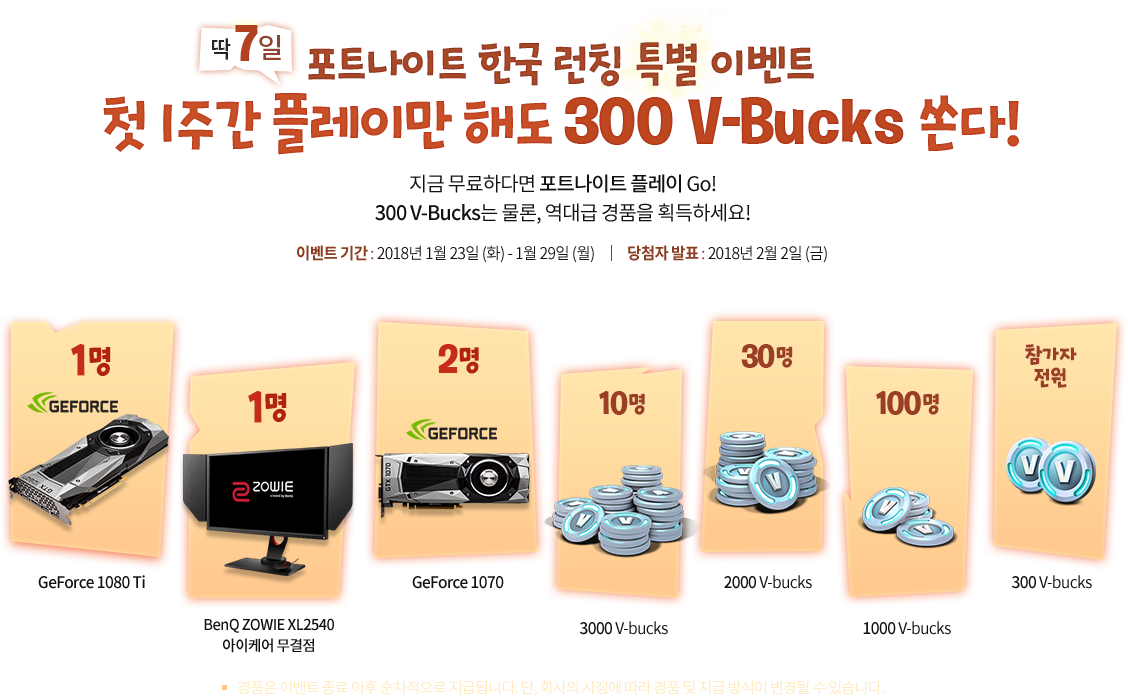 딱 7일
포트나이트 한국 런칭 특별 이벤트
첫 1주간 플레이만 해도 300 V-Bucks 쏜다!
지금 무료하다면 포트나이트 플레이 Go!
300 V-Bucks는 물론, 역대급 경품을 획득하세요!
이벤트 기간 : 2018년 1월 23일 (화) - 1월 29일 (월) | 당첨자 발표 : 2018년 2월 2일 (금)
1명
GEFORCE
GeForce 1080 Ti
1명
ZOWIE
BenQ ZOWIE XL2540
아이케어 무결점
2명
GEFORCE
GTX 1070
GeForce 1070
10명
3000 V-bucks
30명
2000 V-bucks
100명
1000 V-bucks
참가자
전원
300 V-bucks
경품은 이벤트 종료 이후 순차적으로 지급됩니다. 단, 회사의 사정에 따라 경품 및 지급 방식이 변경될 수 있습니다.